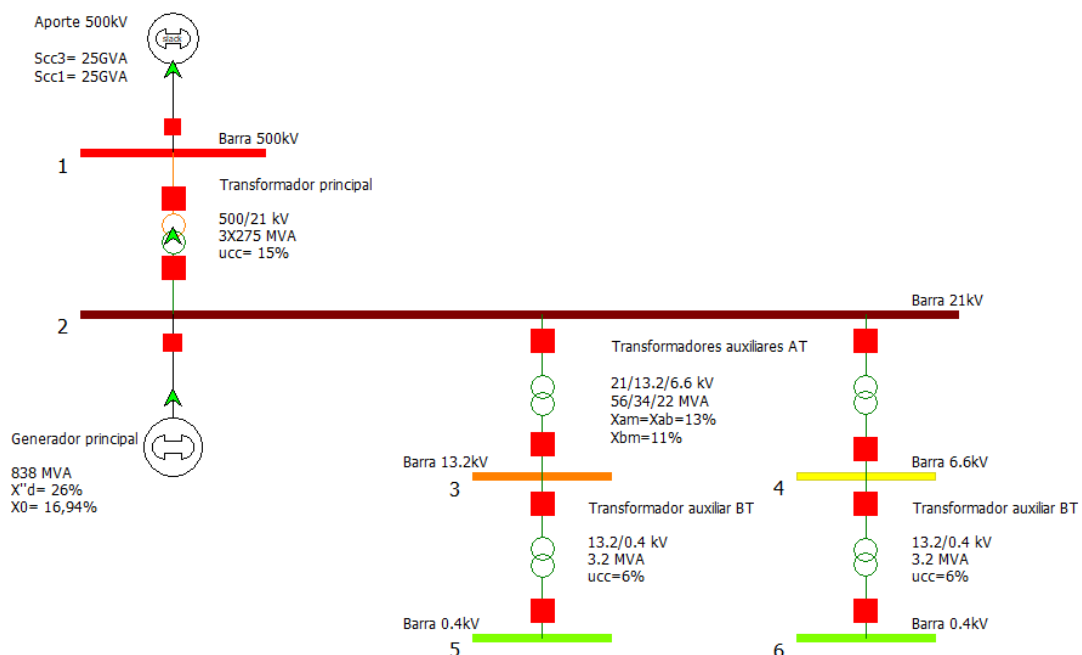 Aporte 500kV
slack
Scc3= 25GVA
Scc1= 25GVA
Barra 500kV
1
Transformador principal
500/21 kV
3X275 MVA
ucc= 15%
Barra 21kV
2
Transformadores auxiliares AT
21/13.2/6.6 kV
56/34/22 MVA
Xam=Xab=13%
Xbm=11%
Generador principal
838 MVA
X"d= 26%
X0= 16,94%
Barra 13.2kV
3
Barra 6.6kV
4
Transformador auxiliar BT
13.2/0.4 kV
3.2 MVA
ucc=6%
Transformador auxiliar BT
13.2/0.4 kV
3.2 MVA
ucc=6%
Barra 0.4kV
5
Barra 0.4kV
6